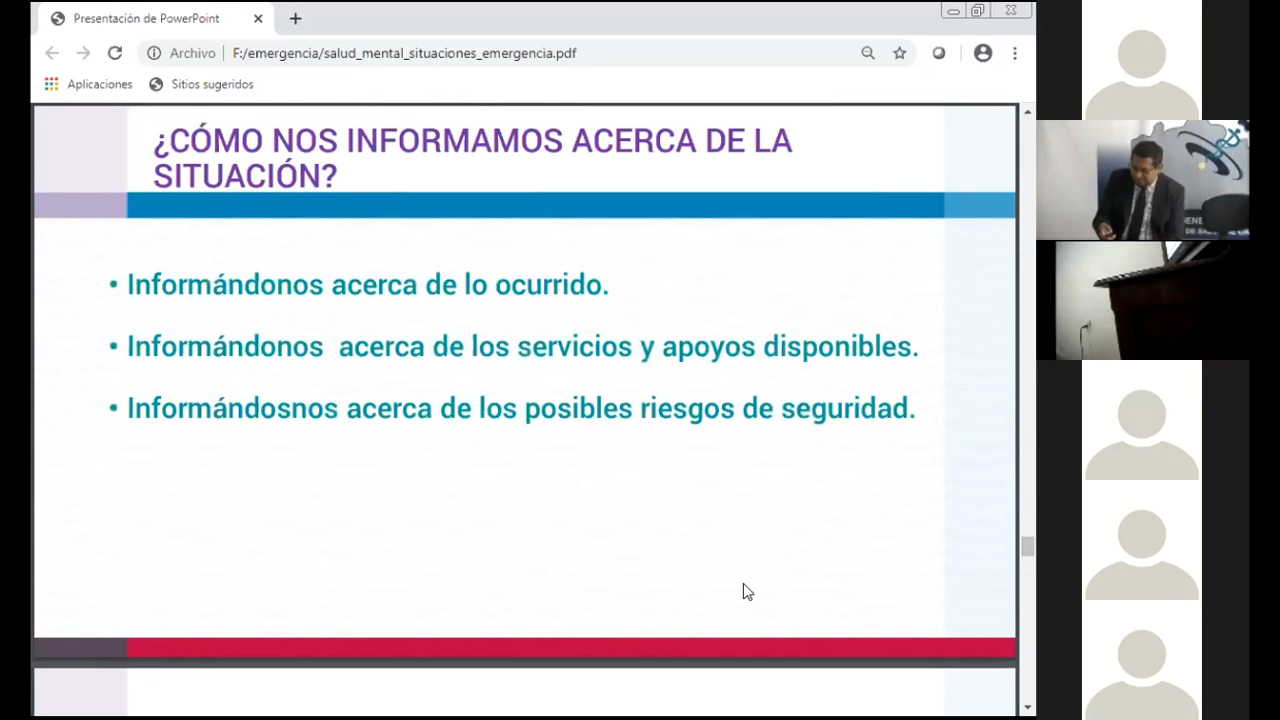 Presentación de PowerPoint
Archivo
F:/emergencia/salud_mental_situaciones_emergencia.pdf
Aplicaciones
Sitios sugeridos
¿CÓMO NOS INFORMAMOS ACERCA DE LA
SITUACIÓN?
• Informándonos acerca de lo ocurrido.
• Informándonos acerca de los servicios y apoyos disponibles.
• Informándosnos acerca de los posibles riesgos de seguridad.